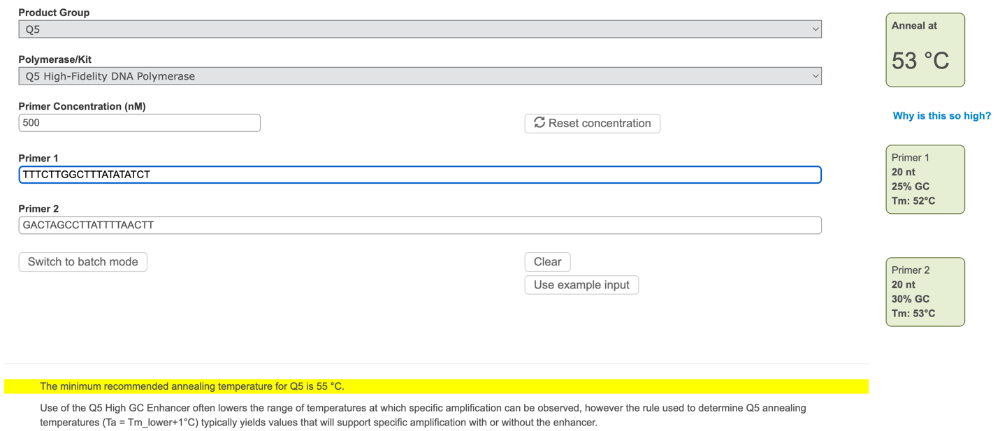 Product Group
Q5
Polymerase/Kit
Q5 High-Fidelity DNA Polymerase
Primer Concentration (nM)
500
Reset concentration
Primer 1
TTTCTTGGCTTTATATATCT
Primer 2
GACTAGCCTTATTTTAACTT
Switch to batch mode
Clear
Use example input
Anneal at
53 °C
Why is this so high?
Primer 1
20 nt
25% GC
Tm: 52°C
Primer 2
20 nt
30% GC
Tm: 53°C
The minimum recommended annealing temperature for Q5 is 55 °C.
Use of the Q5 High GC Enhancer often lowers the range of temperatures at which specific amplification can be observed, however the rule used to determine Q5 annealing
temperatures (Ta = Tm_lower+1°C) typically yields values that will support specific amplification with or without the enhancer.